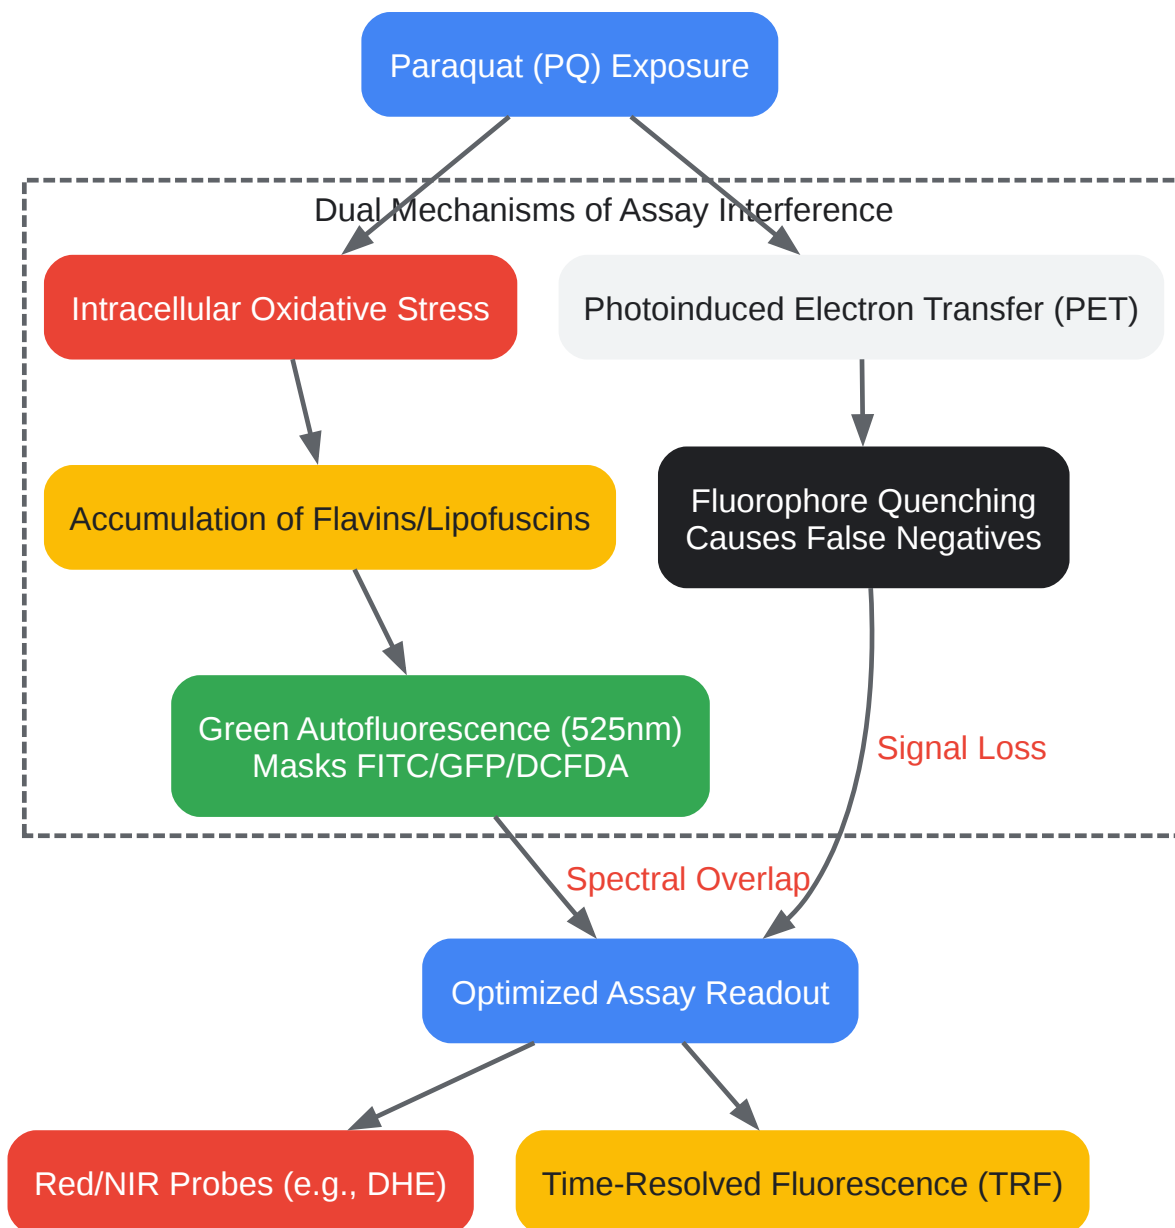 Paraquat (PQ) Exposure
Dual Mechanisms of Assay Interference
Intracellular Oxidative Stress
Photoinduced Electron Transfer (PET)
Accumulation of Flavins/Lipofuscins
Fluorophore Quenching
Causes False Negatives
Green Autofluorescence (525nm)
Masks FITC/GFP/DCFDA
Signal Loss
Spectral Overlap
Optimized Assay Readout
Red/NIR Probes (e.g., DHE)
Time-Resolved Fluorescence (TRF)